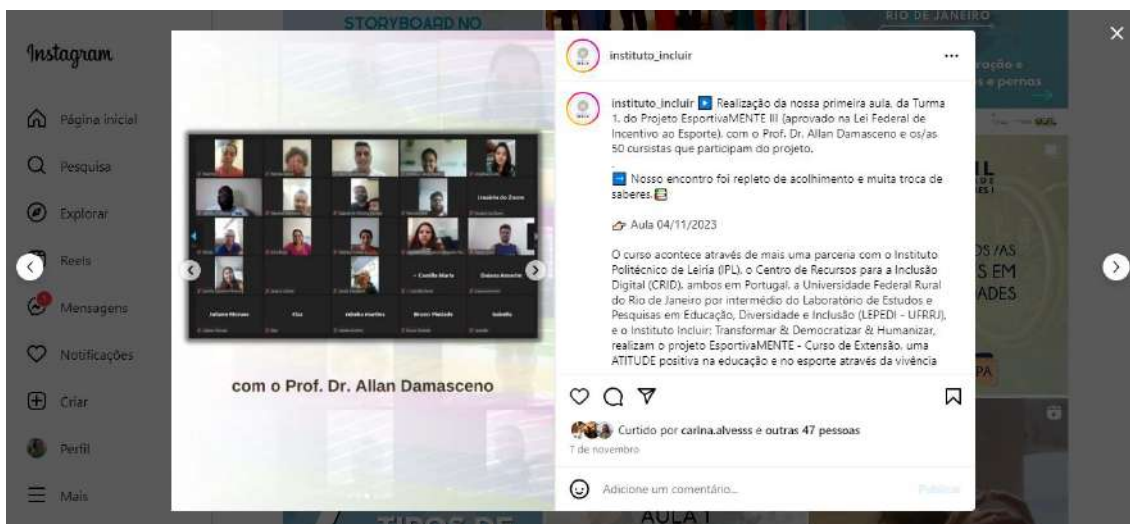 Instagram
Página inicial
Pesquisa
Explorar
Reels
Mensagens
Notificações
Criar
Perfil
Mais
STORYBOARD NO
com o Prof. Dr. Allan Damasceno
instituto_incluir
instituto_incluir ▶️ Realização da nossa primeira aula, da Turma
1, do Projeto EsportivaMENTE III (aprovado na Lei Federal de
Incentivo ao Esporte), com o Prof. Dr. Allan Damasceno e os/as
50 cursistas que participam do projeto.
.
➡️ Nosso encontro foi repleto de acolhimento e muita troca de
saberes.
👉 Aula 04/11/2023
O curso acontece através de mais uma parceria com o Instituto
Politécnico de Leiria (IPL), o Centro de Recursos para a Inclusão
Digital (CRID), ambos em Portugal, a Universidade Federal Rural
do Rio de Janeiro por intermédio do Laboratório de Estudos e
Pesquisas em Educação, Diversidade e Inclusão (LEPEDI - UFRRJ),
e o Instituto Incluir: Transformar & Democratizar & Humanizar,
realizam o projeto EsportivaMENTE - Curso de Extensão, uma
ATITUDE positiva na educação e no esporte através da vivência
Curtido por carina.alvesss e outras 47 pessoas
7 de novembro
Adicione um comentário...
Publicar
RIO DE JANEIRO
s e pernas
S EM
ADES
TIPOS DE
AULA 1